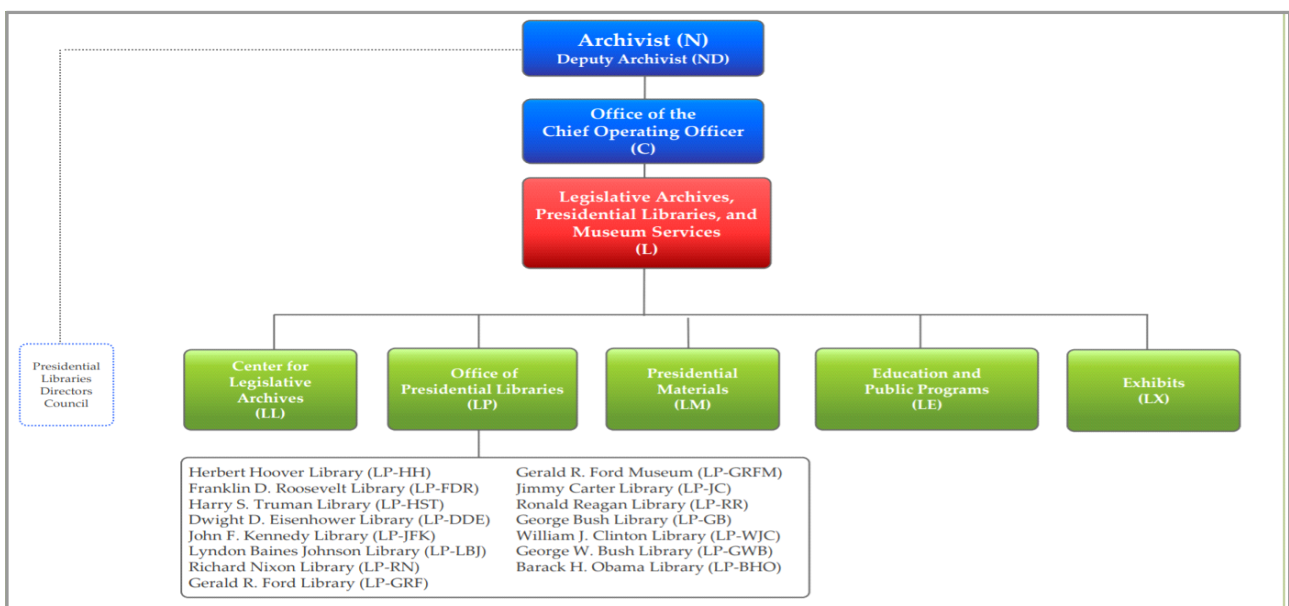 Archivist (N)
Deputy Archivist (ND)
Office of the
Chief Operating Officer
(C)
Legislative Archives,
Presidential Libraries, and
Museum Services
(L)
Presidential
Libraries
Directors
Council
Center for
Legislative
Archives
(LL)
Office of
Presidential Libraries
(LP)
Presidential
Materials
(LM)
Education and
Public Programs
(LE)
Exhibits
(LX)
Herbert Hoover Library (LP-HH)
Franklin D. Roosevelt Library (LP-FDR)
Harry S. Truman Library (LP-HST)
Dwight D. Eisenhower Library (LP-DDE)
John F. Kennedy Library (LP-JFK)
Lyndon Baines Johnson Library (LP-LBJ)
Richard Nixon Library (LP-RN)
Gerald R. Ford Library (LP-GRF)
Gerald R. Ford Museum (LP-GRFM)
Jimmy Carter Library (LP-JC)
Ronald Reagan Library (LP-RR)
George Bush Library (LP-GB)
William J. Clinton Library (LP-WJC)
George W. Bush Library (LP-GWB)
Barack H. Obama Library (LP-BHO)